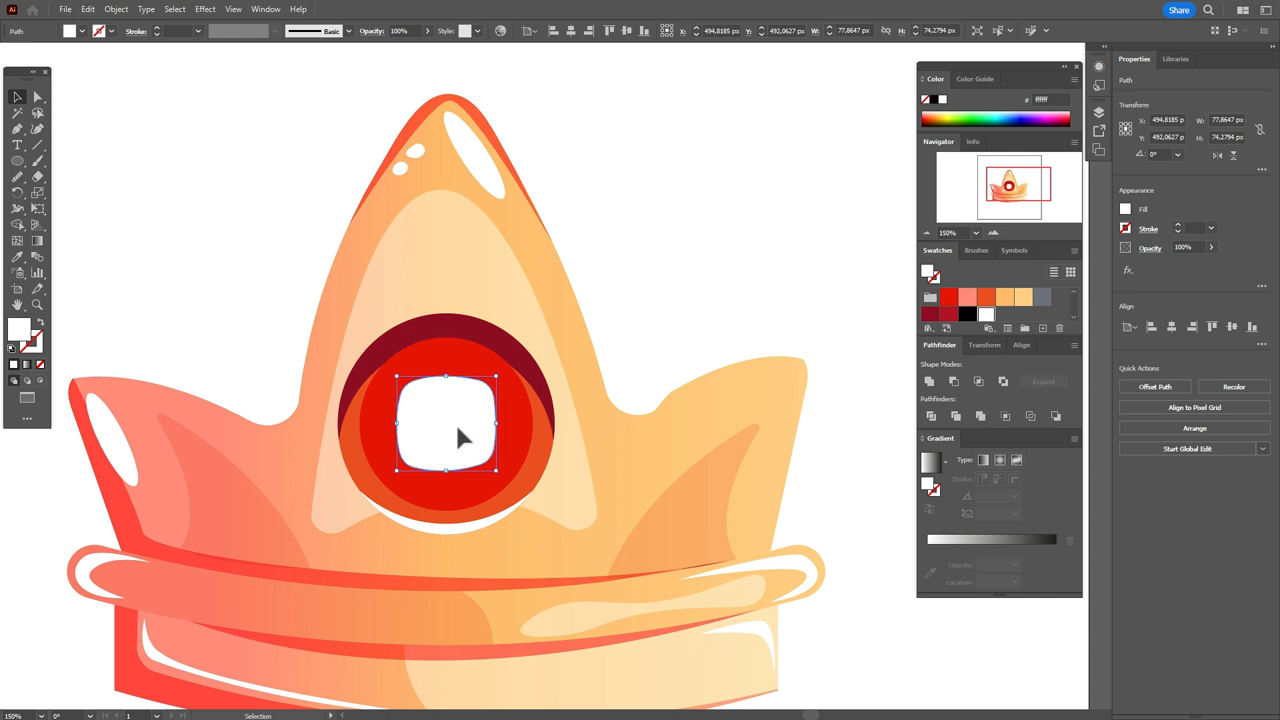 Ai File Edit Object Type Select Effect View Window Help Share
Path Stroke: Basic Opacity: 100% Style: X: 494,8185 px Y: 492,0627 px W: 77,8647 px H: 74,2794 px
Color Color Guide
# ffffff
Navigator Info
150%
Swatches Brushes Symbols
Pathfinder Transform Align
Shape Modes:
Expand
Pathfinders:
Gradient
Type:
Stroke:
Opacity:
Location:
Properties Libraries
Path
Transform
X: 494,8185 p W: 77,8647 px
Y: 492,0627 p H: 74,2794 px
0°
Appearance
Fill
Stroke
Opacity 100%
fx.
Align
Quick Actions
Offset Path Recolor
Align to Pixel Grid
Arrange
Start Global Edit
150% 0° 1 Selection